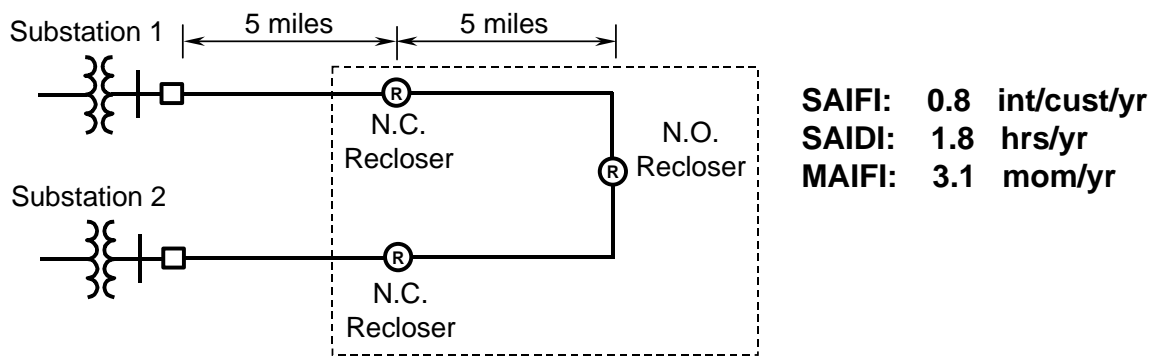 Substation 1
5 miles
5 miles
R
N.C.
Recloser
N.O.
Recloser
R
SAIFI: 0.8 int/cust/yr
SAIDI: 1.8 hrs/yr
MAIFI: 3.1 mom/yr
Substation 2
R
N.C.
Recloser